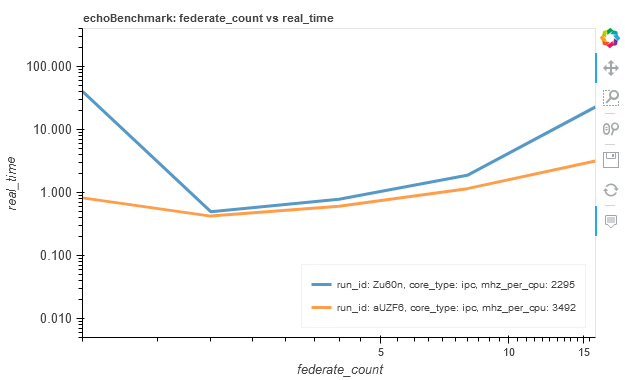 echoBenchmark: federate_count vs real_time
100.000
10.000
1.000
0.100
0.010
real_time
run_id: Zu60n, core_type: ipc, mhz_per_cpu: 2295
run_id: aUZF6, core_type: ipc, mhz_per_cpu: 3492
5
10
15
federate_count